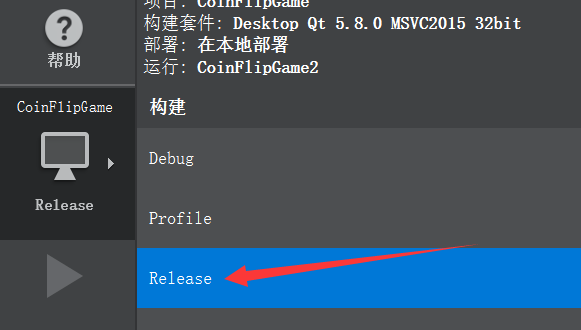 项目: CoinFlipGame
构建套件: Desktop Qt 5.8.0 MSVC2015 32bit
部署: 在本地部署
运行: CoinFlipGame2
?
帮助
CoinFlipGame
Release
构建
Debug
Profile
Release